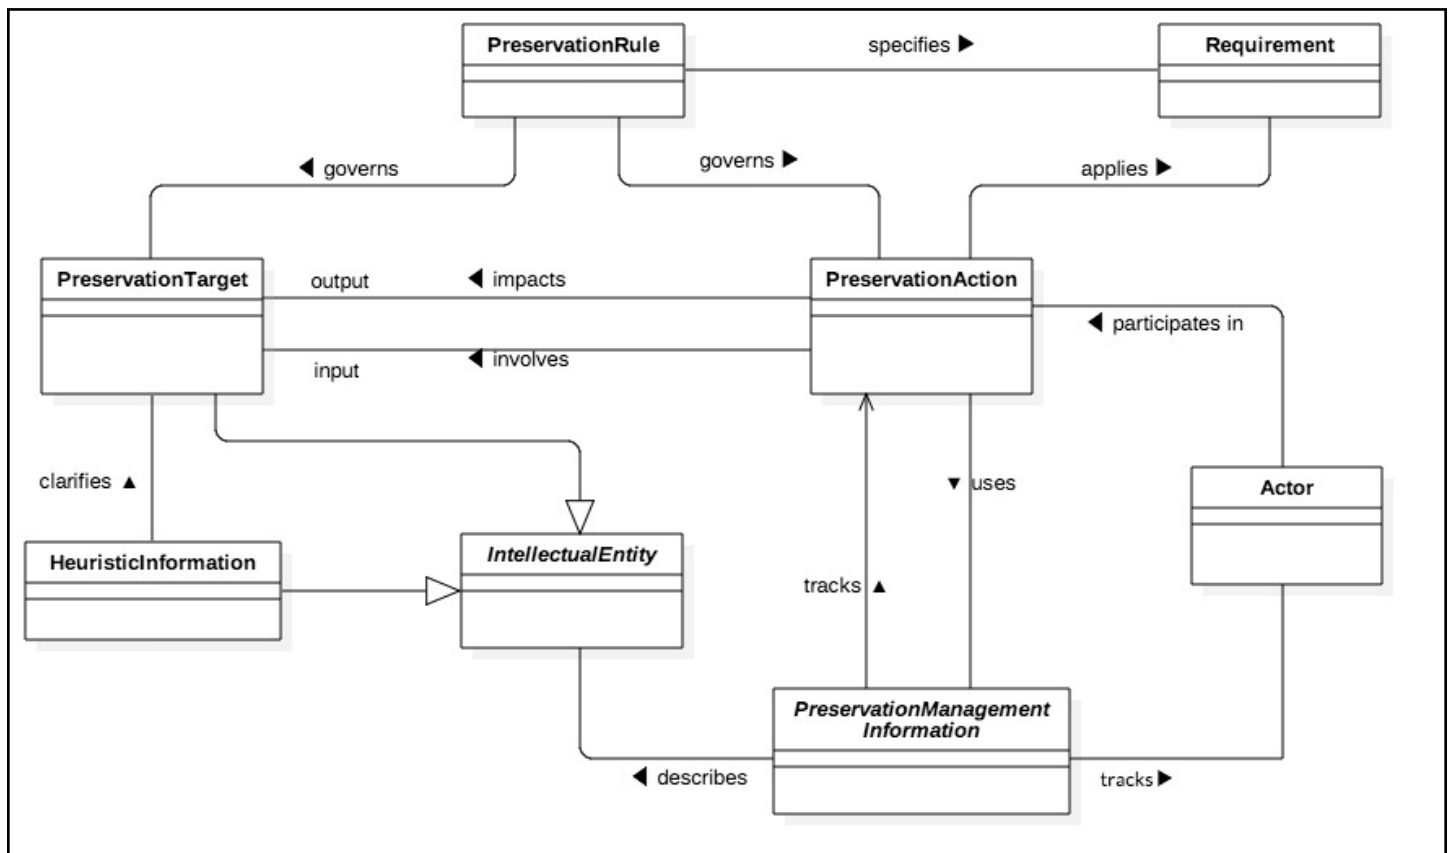 PreservationRule
specifies ▶
Requirement
◀ governs
governs ▶
applies ▶
PreservationTarget
output
◀ impacts
PreservationAction
◀ participates in
input
◀ involves
clarifies ▲
▼ uses
Actor
HeuristicInformation
IntellectualEntity
tracks ▲
PreservationManagement
Information
◀ describes
tracks ▶